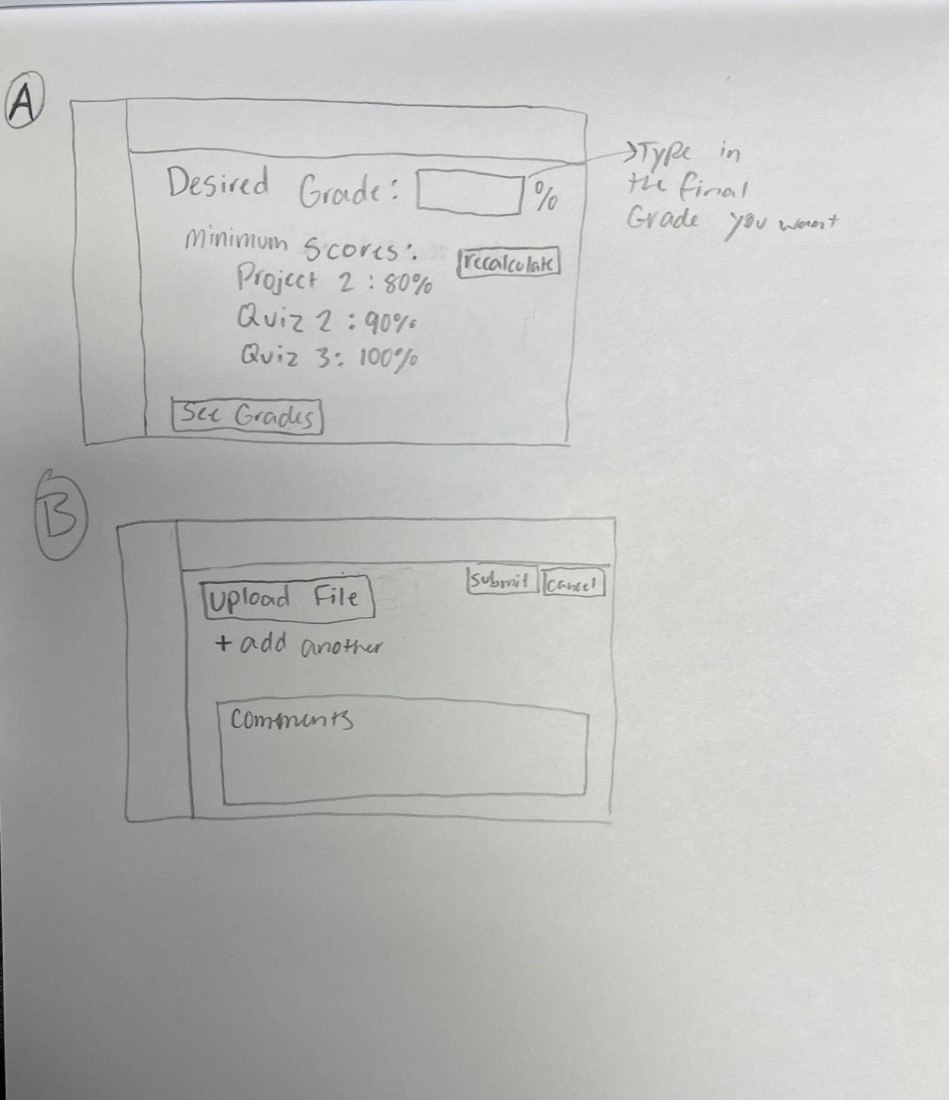 A
Desired Grade: %
Type in
the final
Grade you want
Minimum Scores:
recalculate
Project 2 : 80%
Quiz 2 : 90%
Quiz 3: 100%
See Grades
B
Upload File
Submit
Cancel
+ add another
Comments